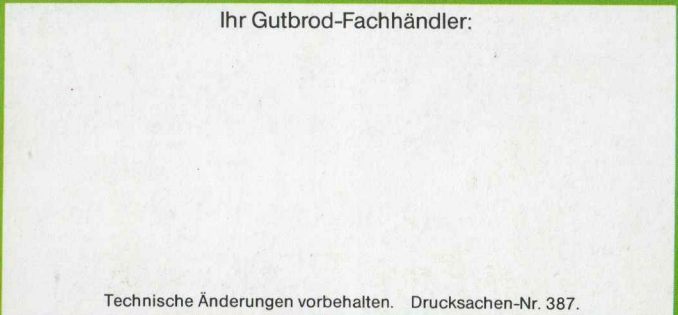 Ihr Gutbrod-Fachhändler:
Technische Änderungen vorbehalten. Drucksachen-Nr. 387.